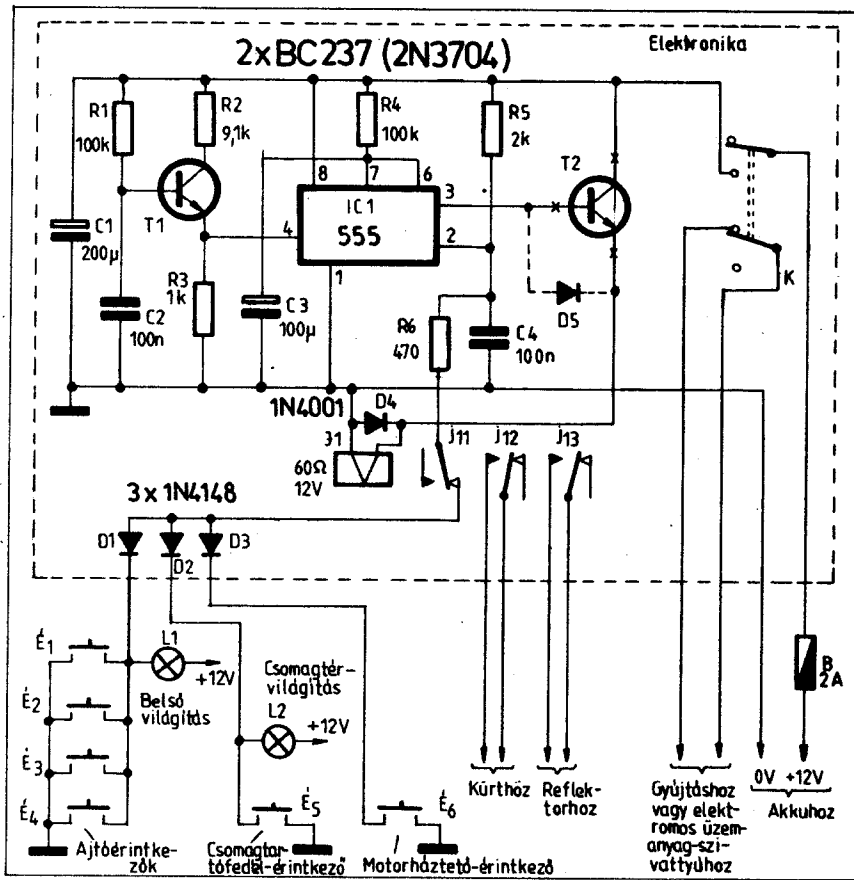 2xBC237 (2N3704)
Elektronika
R1
100k
R2
9,1k
R4
100k
R5
2k
T2
T1
8
7
6
3
IC1
555
4
2
1
C1
200µ
C2
100n
R3
1k
C3
100µ
R6
470
C4
100n
D5
K
1N4001
D4
J1
60Ω
12V
j11
j12
j13
3 x 1N4148
D1
D2
D3
É1
L1
+12V
Belső
világítás
É2
É3
É4
Ajtóérintke-
zők
Csomagtér-
világítás
L2
+12V
É5
Csomagtar-
tófedél-érintkező
É6
Motorháztető-érintkező
Kürthöz
Reflek-
torhoz
Gyújtáshoz
vagy elekt-
romos üzem-
anyag-szi-
vattyúhoz
0V +12V
Akkuhoz
B
2A